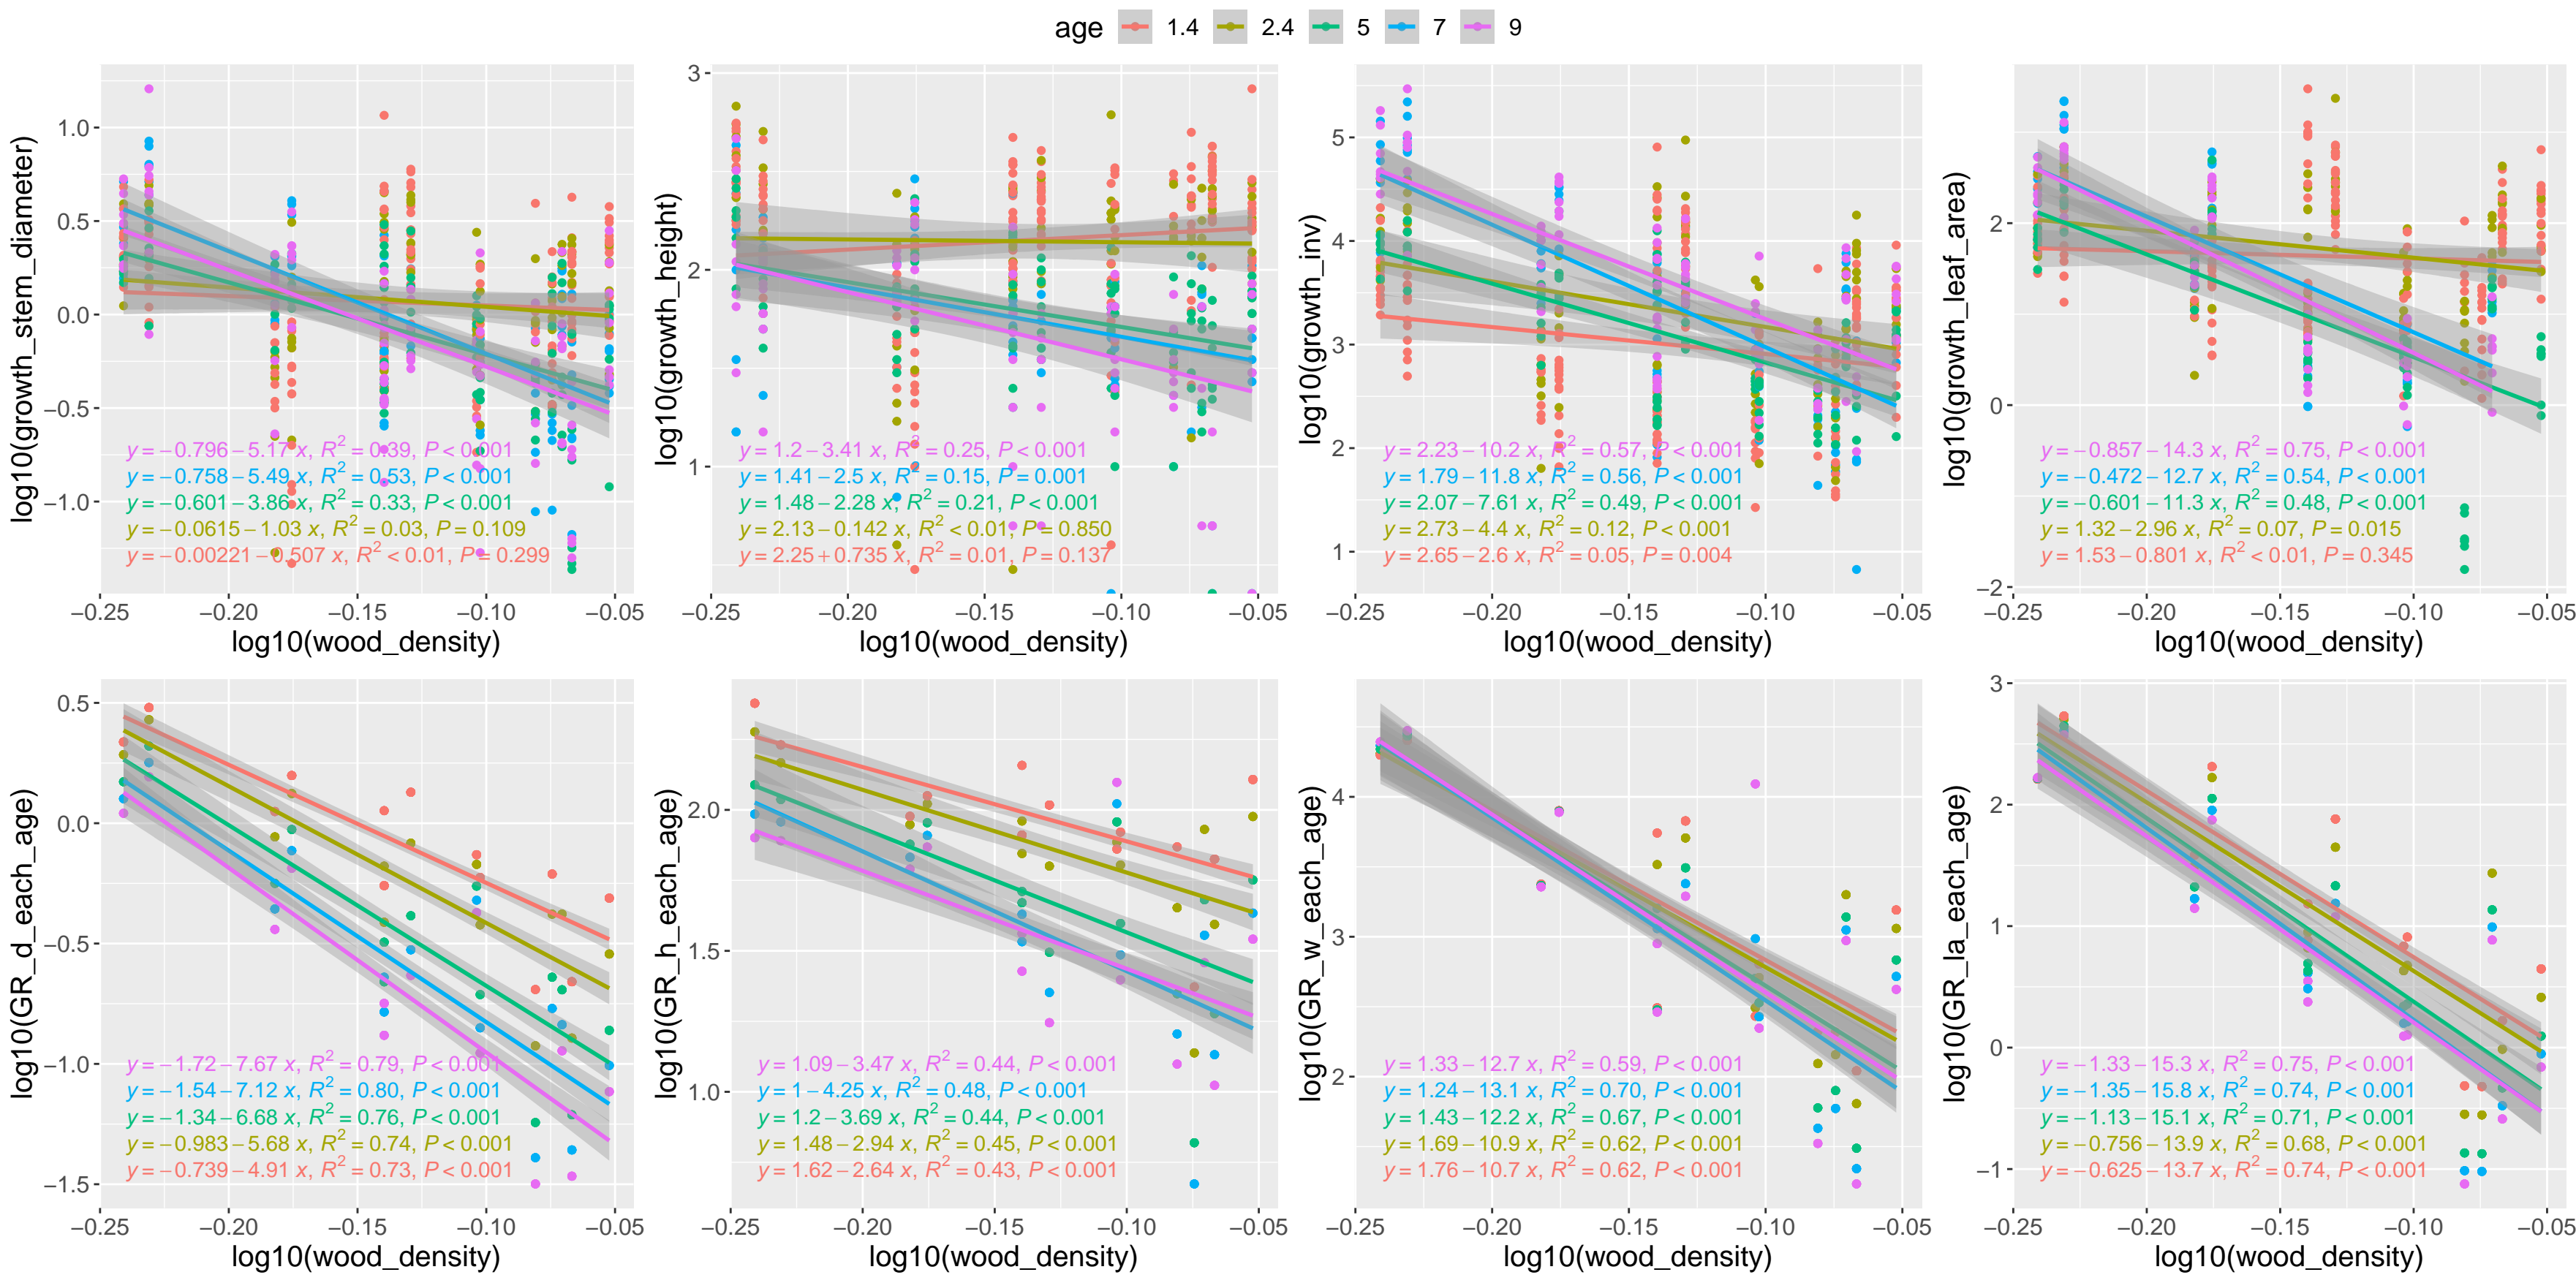 age 1.4 2.4 5 7 9
log10(growth_stem_diameter)
1.0
0.5
0.0
−0.5
−1.0
y = −0.796 − 5.17 x, R² = 0.39, P < 0.001
y = −0.758 − 5.49 x, R² = 0.53, P < 0.001
y = −0.601 − 3.86 x, R² = 0.33, P < 0.001
y = −0.0615 − 1.03 x, R² = 0.03, P = 0.109
y = −0.00221 − 0.507 x, R² < 0.01, P = 0.299
−0.25 −0.20 −0.15 −0.10 −0.05
log10(wood_density)
log10(growth_height)
3
2
1
y = 1.2 − 3.41 x, R² = 0.25, P < 0.001
y = 1.41 − 2.5 x, R² = 0.15, P = 0.001
y = 1.48 − 2.28 x, R² = 0.21, P < 0.001
y = 2.13 − 0.142 x, R² < 0.01, P = 0.850
y = 2.25 + 0.735 x, R² = 0.01, P = 0.137
−0.25 −0.20 −0.15 −0.10 −0.05
log10(wood_density)
log10(growth_inv)
5
4
3
2
1
y = 2.23 − 10.2 x, R² = 0.57, P < 0.001
y = 1.79 − 11.8 x, R² = 0.56, P < 0.001
y = 2.07 − 7.61 x, R² = 0.49, P < 0.001
y = 2.73 − 4.4 x, R² = 0.12, P < 0.001
y = 2.65 − 2.6 x, R² = 0.05, P = 0.004
−0.25 −0.20 −0.15 −0.10 −0.05
log10(wood_density)
log10(growth_leaf_area)
2
0
−2
y = −0.857 − 14.3 x, R² = 0.75, P < 0.001
y = −0.472 − 12.7 x, R² = 0.54, P < 0.001
y = −0.601 − 11.3 x, R² = 0.48, P < 0.001
y = 1.32 − 2.96 x, R² = 0.07, P = 0.015
y = 1.53 − 0.801 x, R² < 0.01, P = 0.345
−0.25 −0.20 −0.15 −0.10 −0.05
log10(wood_density)
log10(GR_d_each_age)
0.5
0.0
−0.5
−1.0
−1.5
y = −1.72 − 7.67 x, R² = 0.79, P < 0.001
y = −1.54 − 7.12 x, R² = 0.80, P < 0.001
y = −1.34 − 6.68 x, R² = 0.76, P < 0.001
y = −0.983 − 5.68 x, R² = 0.74, P < 0.001
y = −0.739 − 4.91 x, R² = 0.73, P < 0.001
−0.25 −0.20 −0.15 −0.10 −0.05
log10(wood_density)
log10(GR_h_each_age)
2.0
1.5
1.0
y = 1.09 − 3.47 x, R² = 0.44, P < 0.001
y = 1 − 4.25 x, R² = 0.48, P < 0.001
y = 1.2 − 3.69 x, R² = 0.44, P < 0.001
y = 1.48 − 2.94 x, R² = 0.45, P < 0.001
y = 1.62 − 2.64 x, R² = 0.43, P < 0.001
−0.25 −0.20 −0.15 −0.10 −0.05
log10(wood_density)
log10(GR_w_each_age)
4
3
2
y = 1.33 − 12.7 x, R² = 0.59, P < 0.001
y = 1.24 − 13.1 x, R² = 0.70, P < 0.001
y = 1.43 − 12.2 x, R² = 0.67, P < 0.001
y = 1.69 − 10.9 x, R² = 0.62, P < 0.001
y = 1.76 − 10.7 x, R² = 0.62, P < 0.001
−0.25 −0.20 −0.15 −0.10 −0.05
log10(wood_density)
log10(GR_la_each_age)
3
2
1
0
−1
y = −1.33 − 15.3 x, R² = 0.75, P < 0.001
y = −1.35 − 15.8 x, R² = 0.74, P < 0.001
y = −1.13 − 15.1 x, R² = 0.71, P < 0.001
y = −0.756 − 13.9 x, R² = 0.68, P < 0.001
y = −0.625 − 13.7 x, R² = 0.74, P < 0.001
−0.25 −0.20 −0.15 −0.10 −0.05
log10(wood_density)